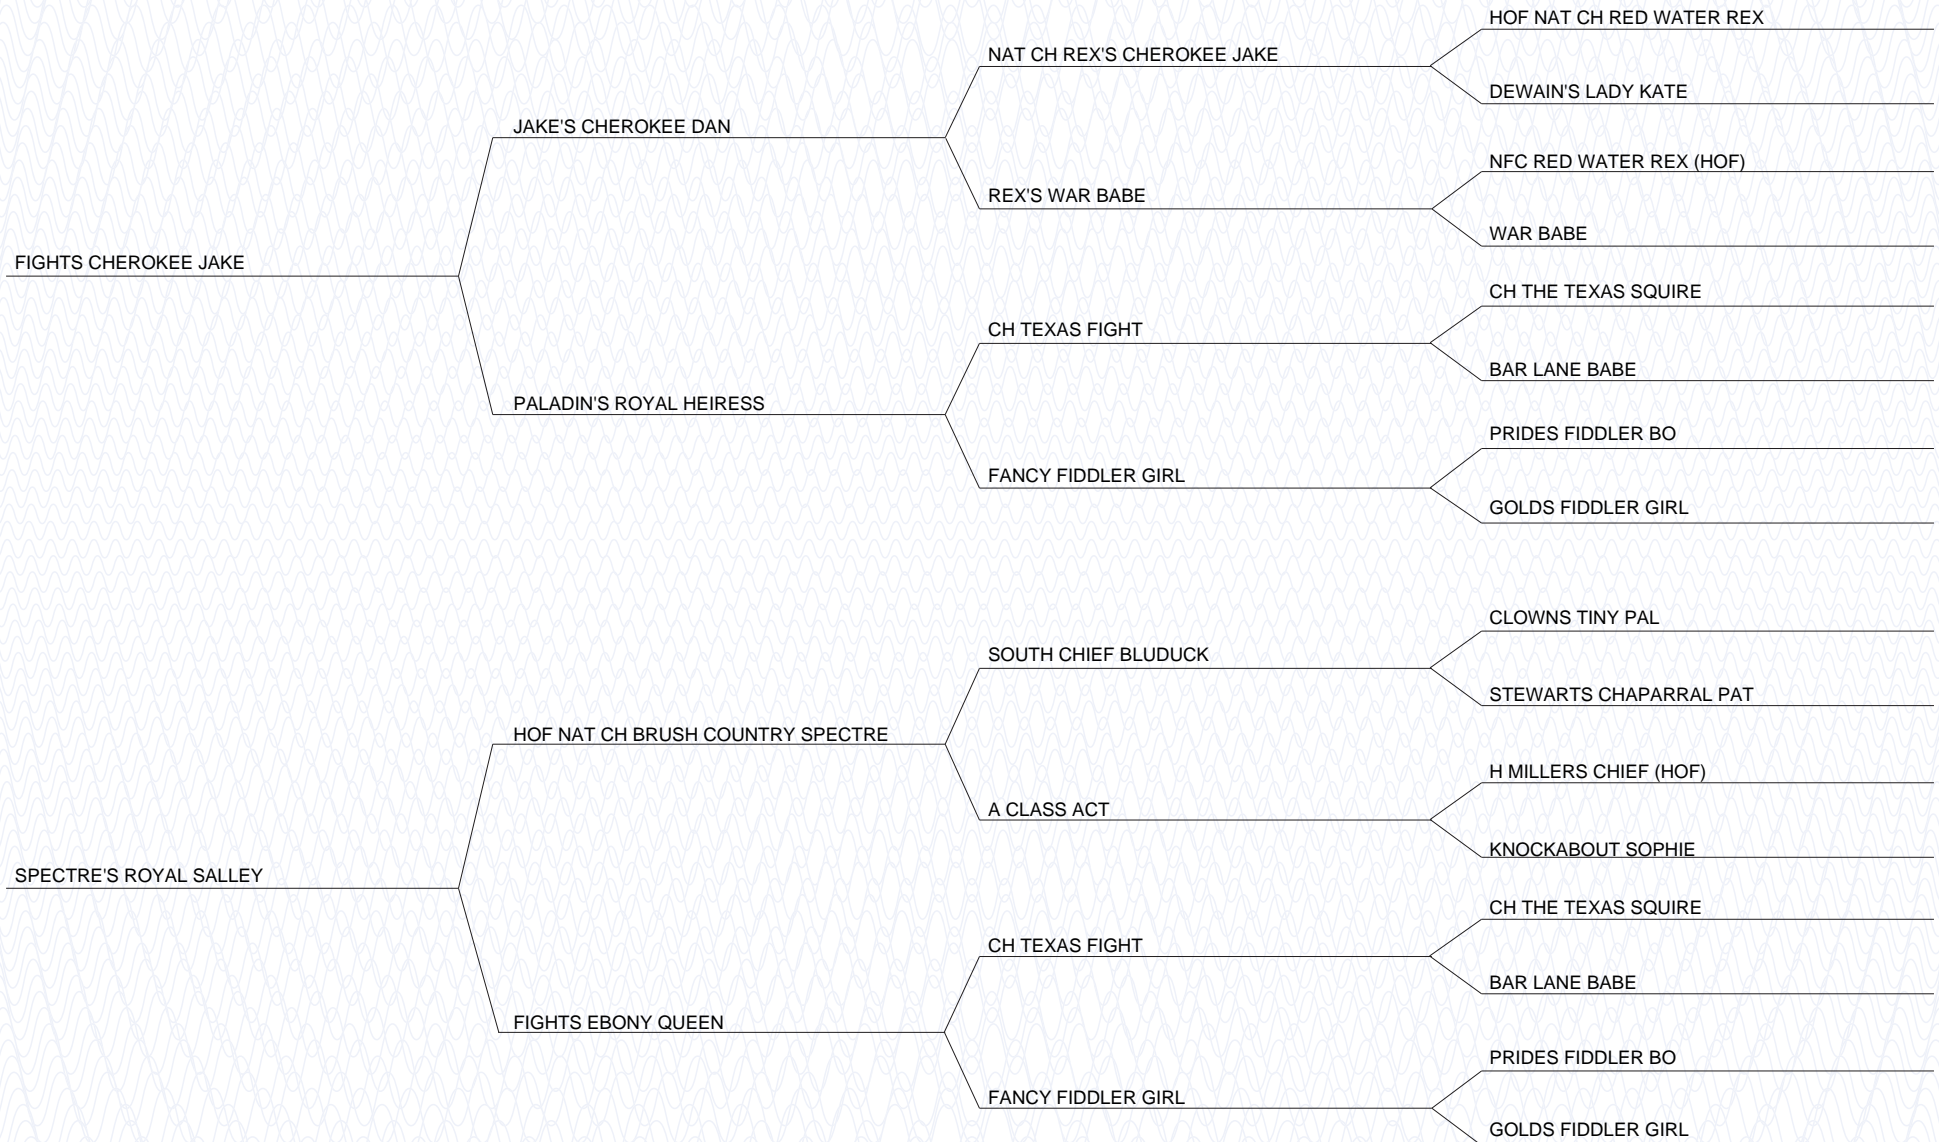 HOF NAT CH RED WATER REX
NAT CH REX'S CHEROKEE JAKE
DEWAIN'S LADY KATE
JAKE'S CHEROKEE DAN
NFC RED WATER REX (HOF)
REX'S WAR BABE
WAR BABE
FIGHTS CHEROKEE JAKE
CH THE TEXAS SQUIRE
CH TEXAS FIGHT
BAR LANE BABE
PALADIN'S ROYAL HEIRESS
PRIDES FIDDLER BO
FANCY FIDDLER GIRL
GOLDS FIDDLER GIRL
CLOWNS TINY PAL
SOUTH CHIEF BLUDUCK
STEWARTS CHAPARRAL PAT
HOF NAT CH BRUSH COUNTRY SPECTRE
H MILLERS CHIEF (HOF)
A CLASS ACT
KNOCKABOUT SOPHIE
SPECTRE'S ROYAL SALLEY
CH THE TEXAS SQUIRE
CH TEXAS FIGHT
BAR LANE BABE
FIGHTS EBONY QUEEN
PRIDES FIDDLER BO
FANCY FIDDLER GIRL
GOLDS FIDDLER GIRL